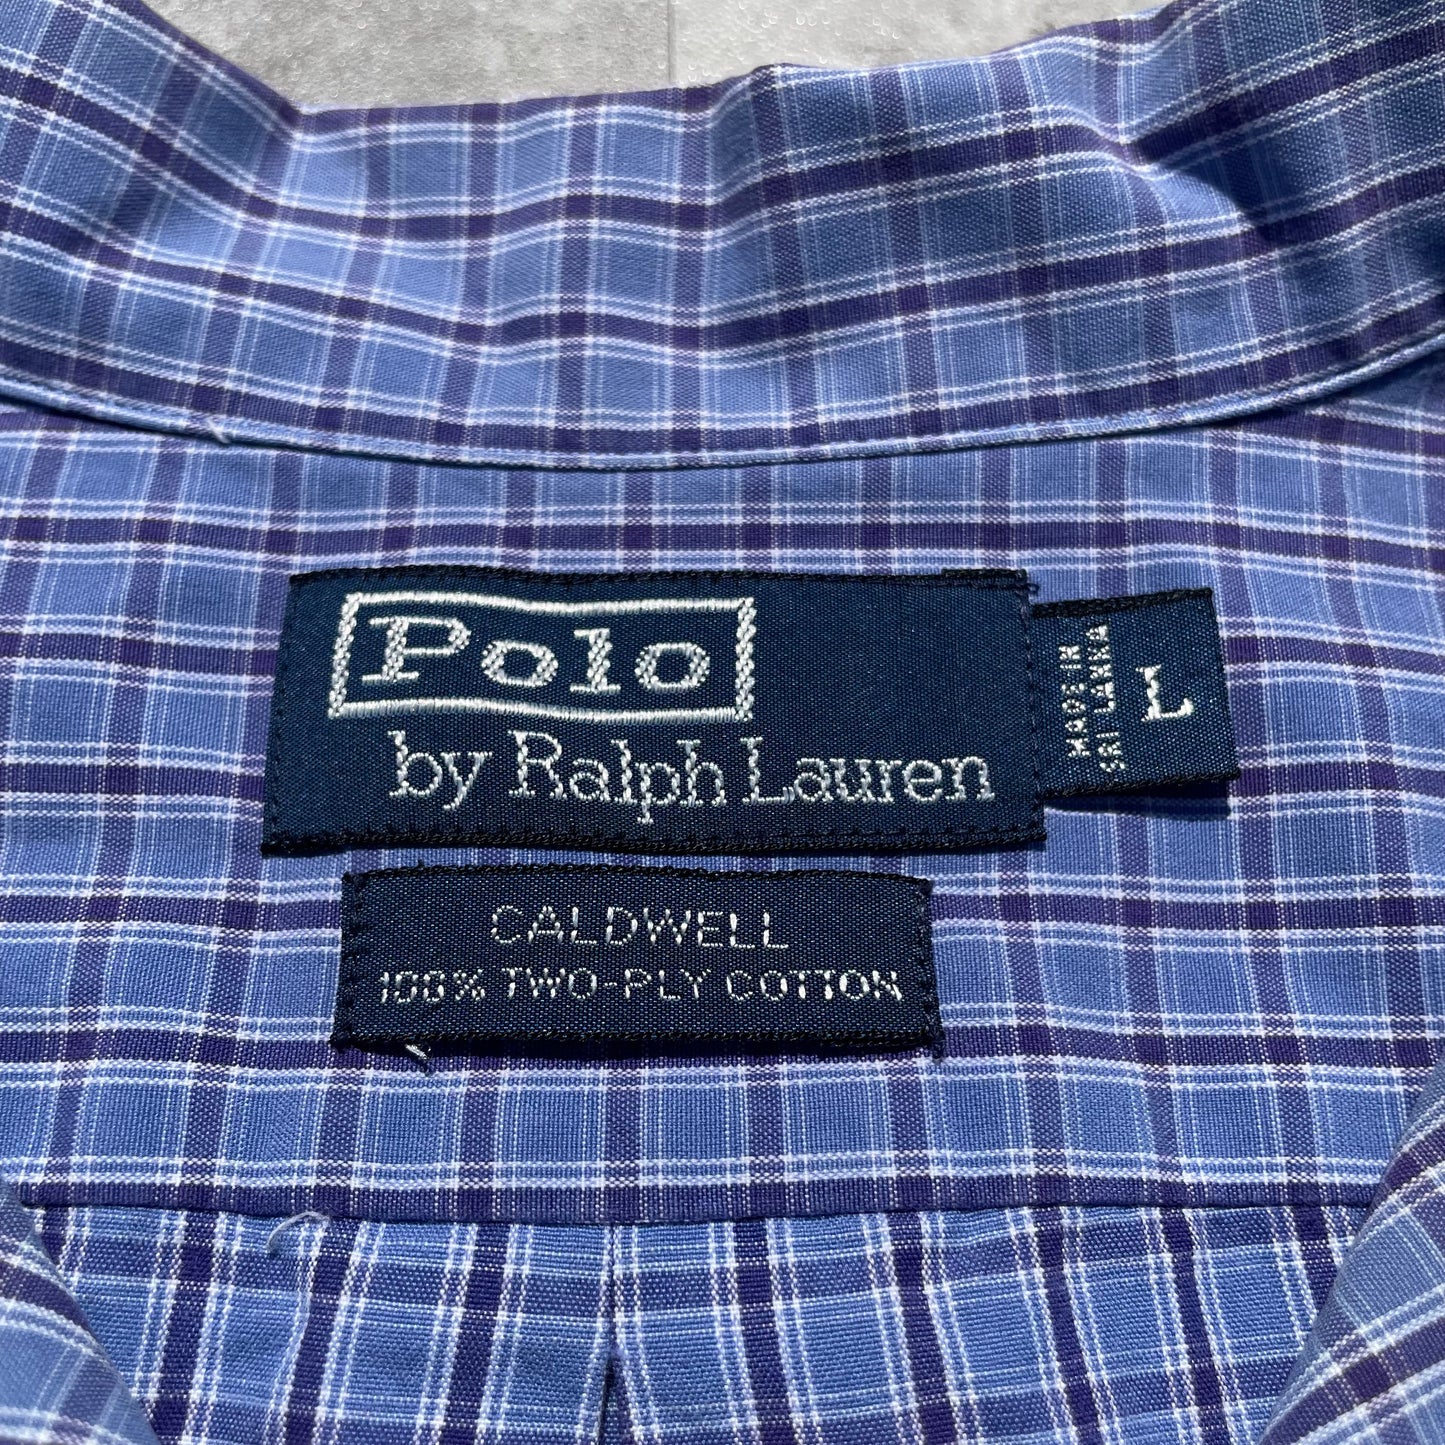 Polo
by Ralph Lauren
MADE IN
SRI LANKA
L
CALDWELL
100% TWO-PLY COTTON